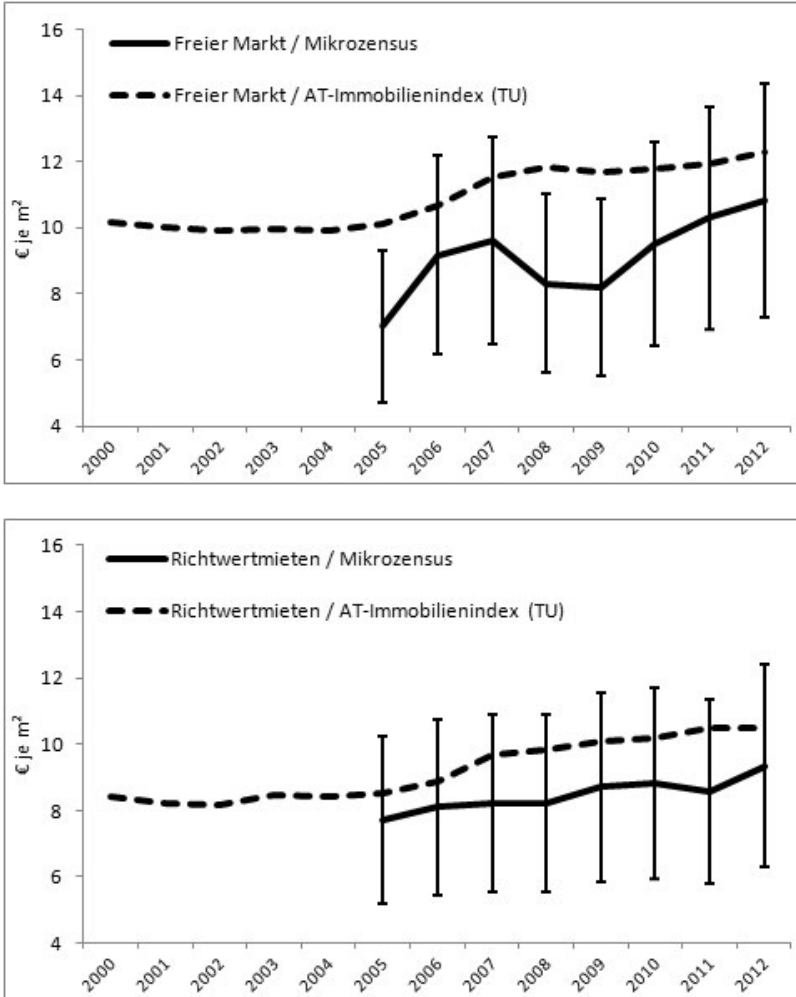 16
Freier Markt / Mikrozensus
14
Freier Markt / AT-Immobilienindex (TU)
12
10
8
6
4
€ je m²
2000 2001 2002 2003 2004 2005 2006 2007 2008 2009 2010 2011 2012
16
Richtwertmieten / Mikrozensus
14
Richtwertmieten / AT-Immobilienindex (TU)
12
10
8
6
4
€ je m²
2000 2001 2002 2003 2004 2005 2006 2007 2008 2009 2010 2011 2012